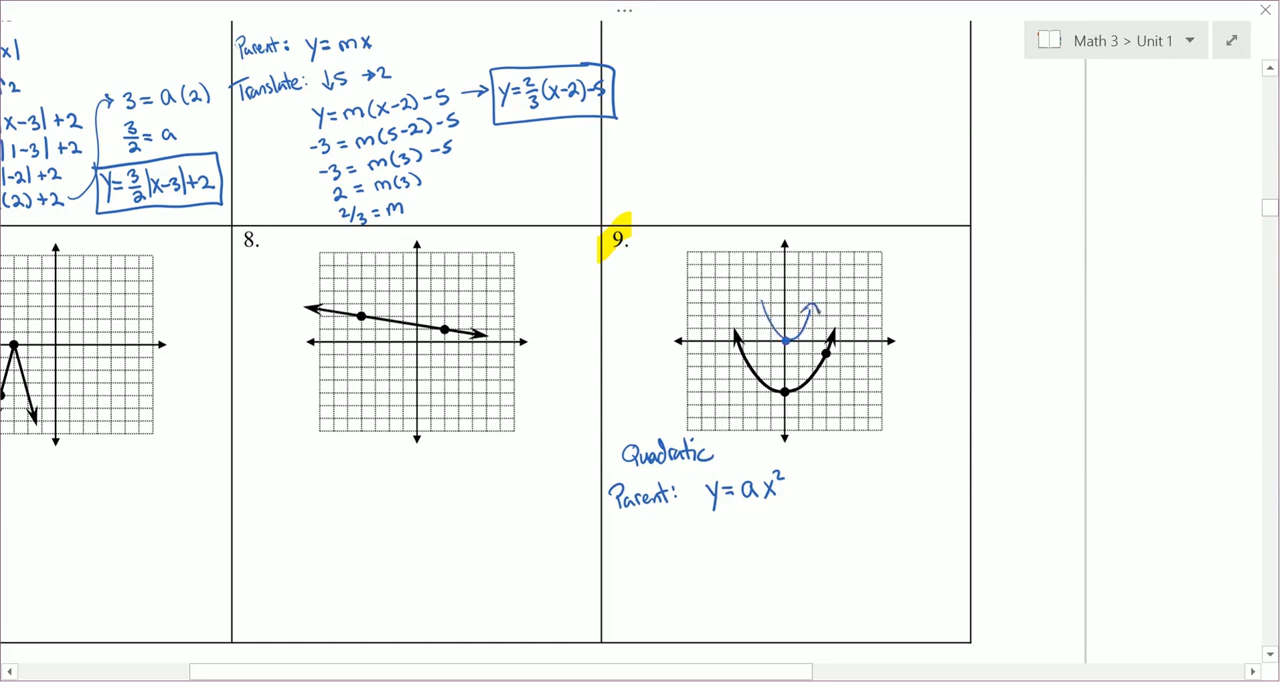 Math 3 > Unit 1
x|
2
x-3|+2
|1-3|+2
|-2|+2
(2)+2
3=a(2)
3/2=a
y=3/2|x-3|+2
Parent: y=mx
Translate: ↓5 →2
y=m(x-2)-5 → y=2/3(x-2)-5
-3=m(5-2)-5
-3=m(3)-5
2=m(3)
2/3=m
8.
9.
Quadratic
Parent: y=ax²